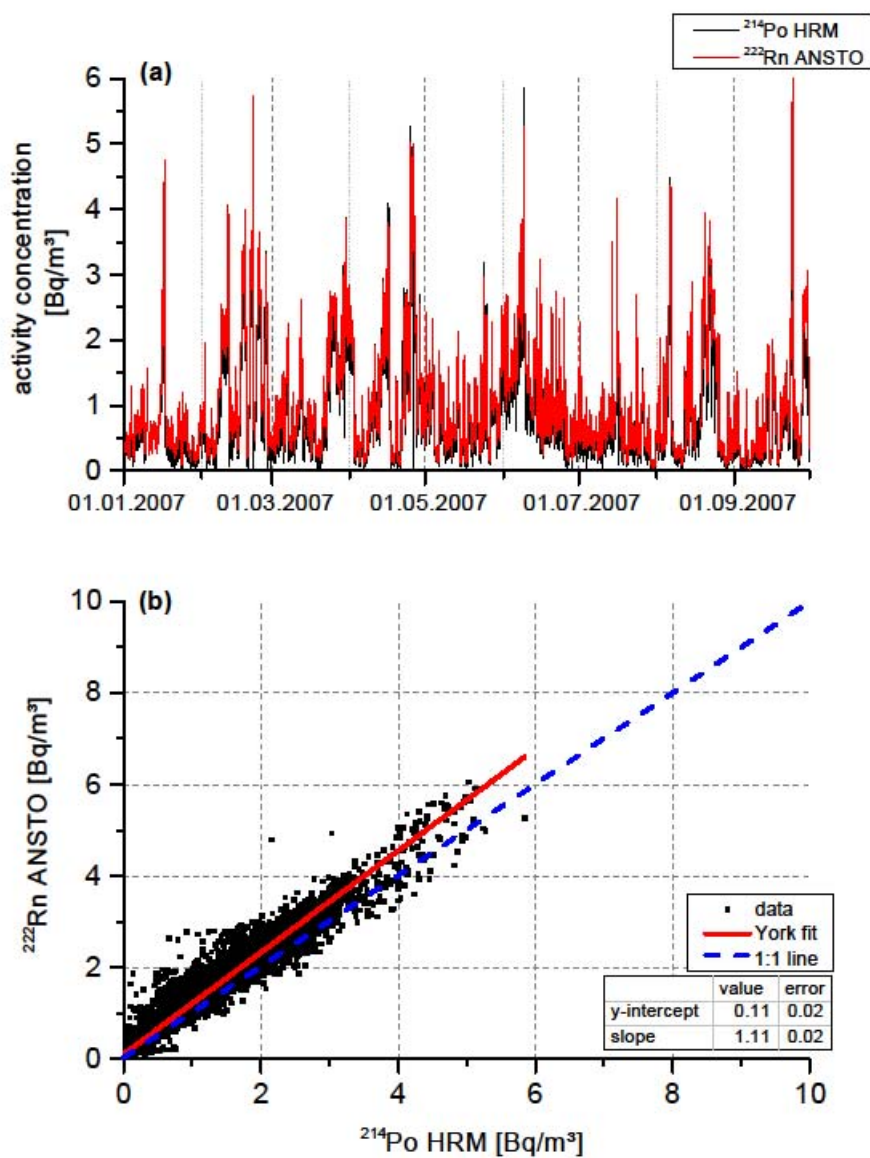 ²¹⁴Po HRM
²²²Rn ANSTO
(a)
6
5
4
3
2
1
0
activity concentration
[Bq/m³]
01.01.2007 01.03.2007 01.05.2007 01.07.2007 01.09.2007
(b)
10
8
6
4
2
0
²²²Rn ANSTO [Bq/m³]
data
York fit
1:1 line
value error
y-intercept 0.11 0.02
slope 1.11 0.02
0 2 4 6 8 10
²¹⁴Po HRM [Bq/m³]